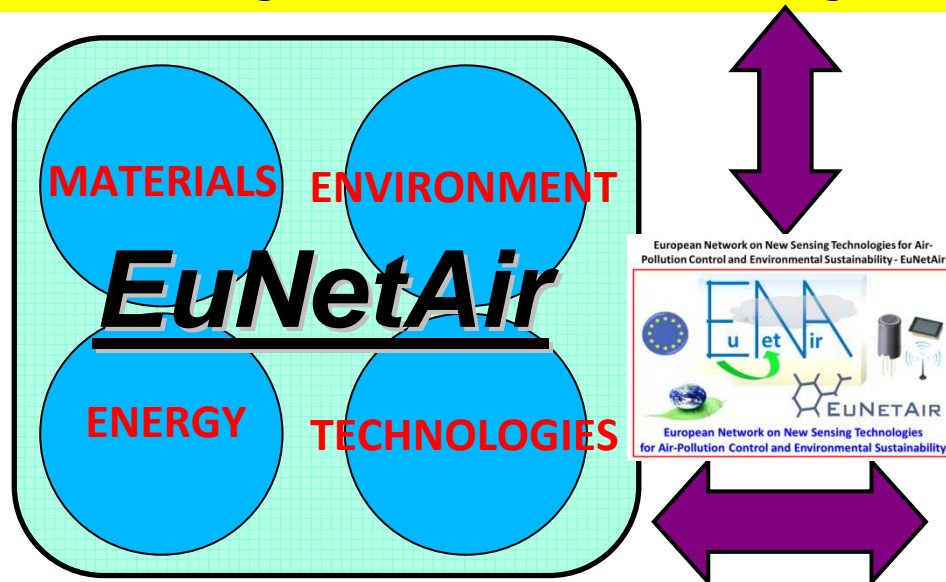 MATERIALS
ENVIRONMENT
EuNetAir
ENERGY
TECHNOLOGIES
European Network on New Sensing Technologies for Air-
Pollution Control and Environmental Sustainability - EuNetAir
E u N et A ir
EUNETAIR
European Network on New Sensing Technologies
for Air-Pollution Control and Environmental Sustainability